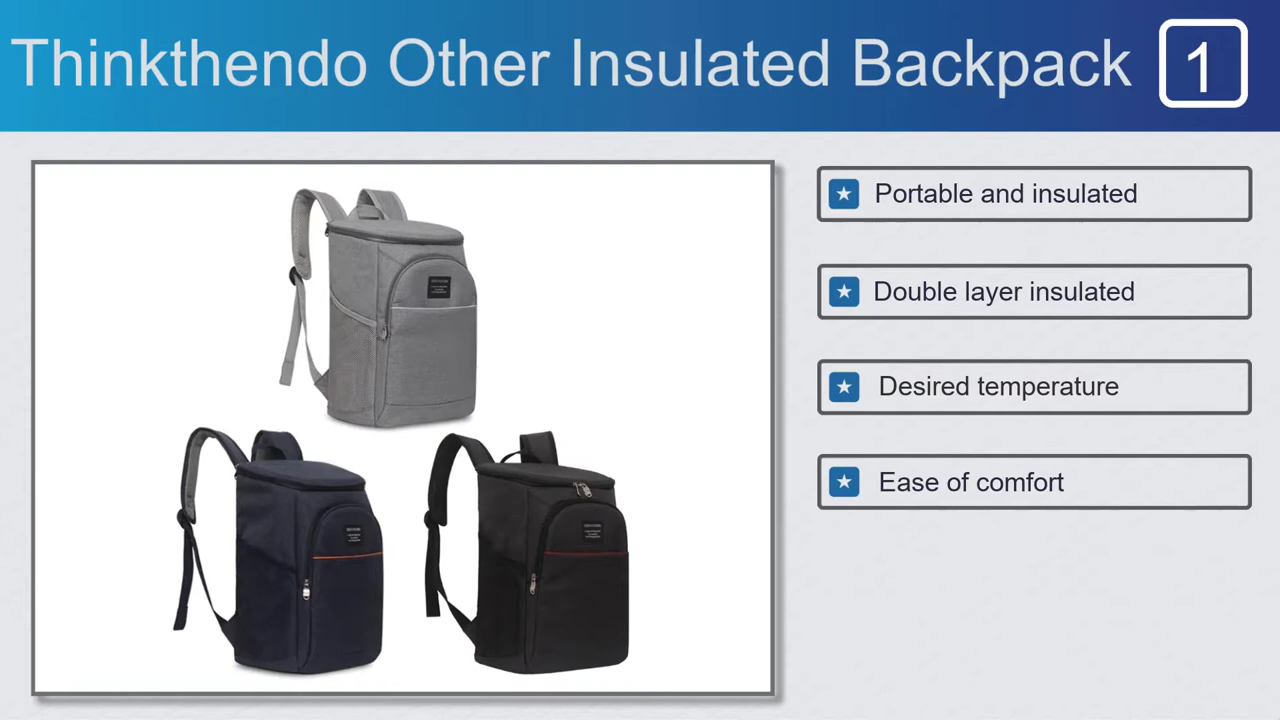 Thinkthendo Other Insulated Backpack
1
Portable and insulated
Double layer insulated
Desired temperature
Ease of comfort